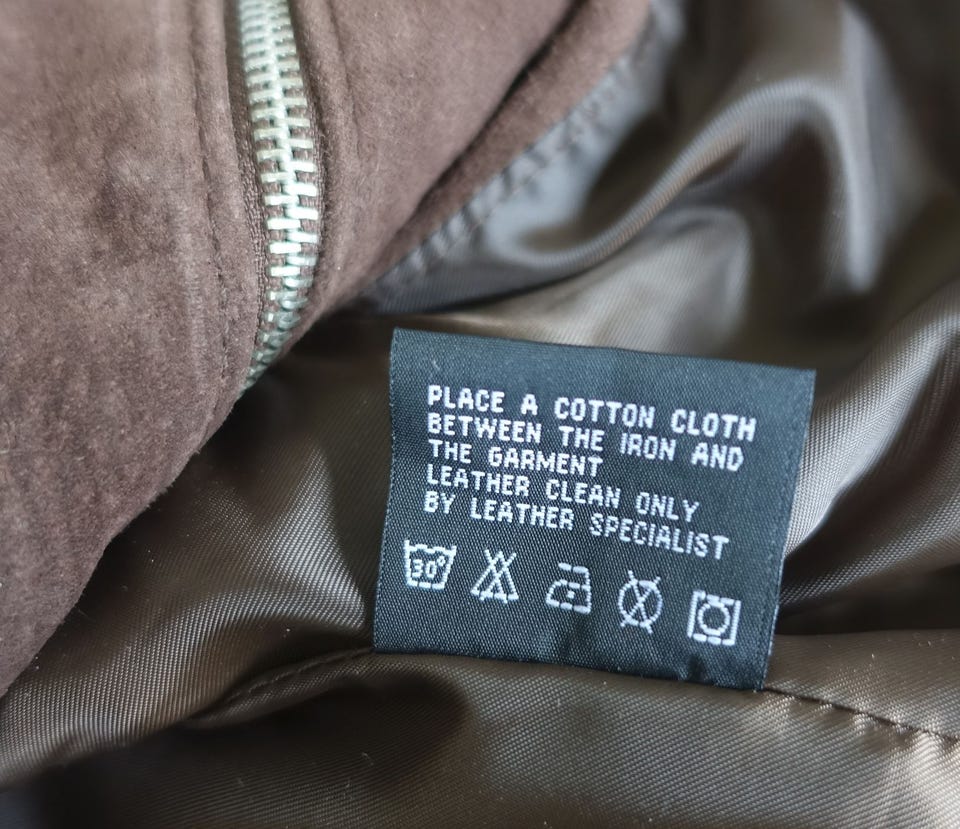 PLACE A COTTON CLOTH
BETWEEN THE IRON AND
THE GARMENT
LEATHER CLEAN ONLY
BY LEATHER SPECIALIST
30°